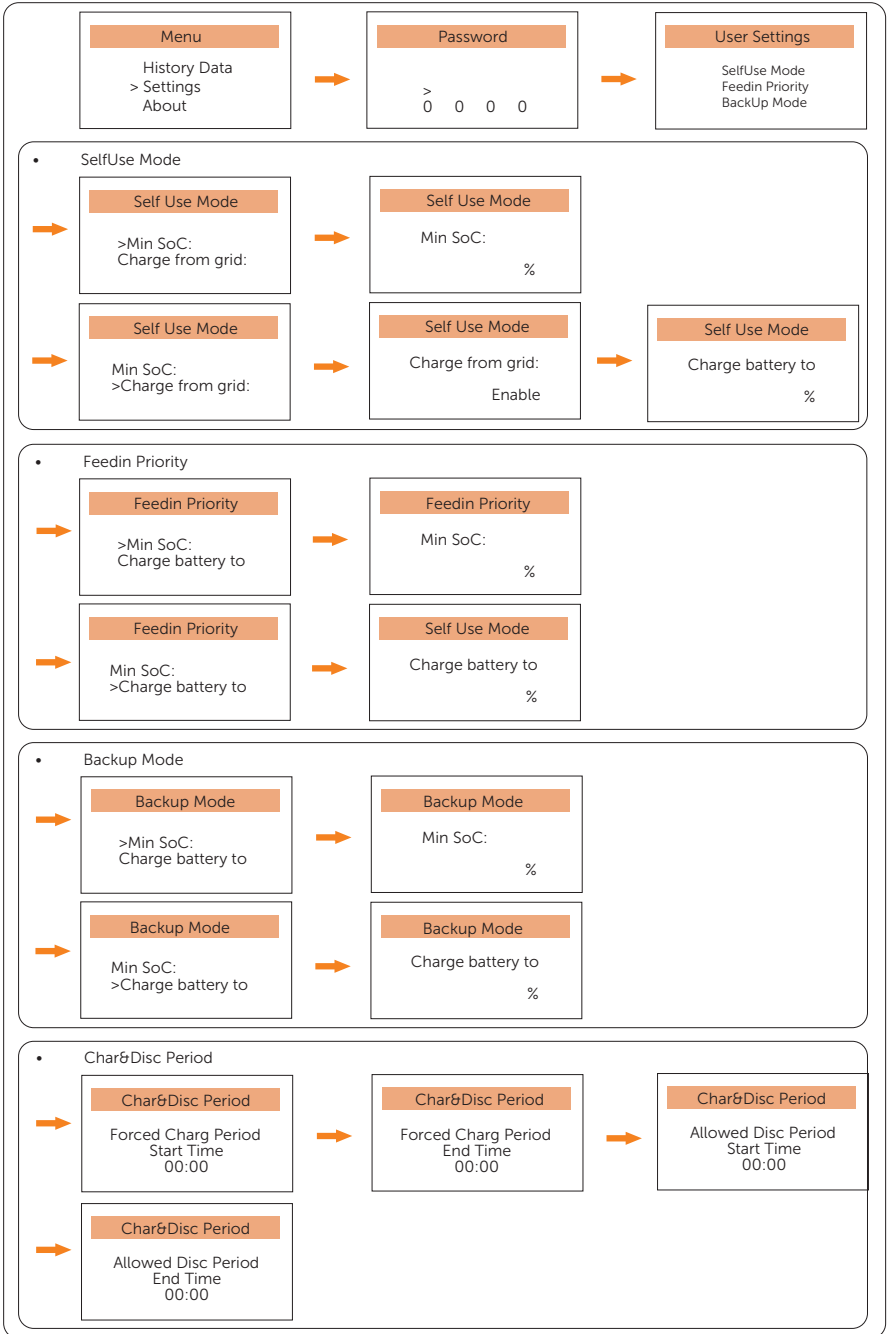 Menu
History Data
> Settings
About
Password
>
0 0 0 0
User Settings
SelfUse Mode
Feedin Priority
BackUp Mode
• SelfUse Mode
Self Use Mode
>Min SoC:
Charge from grid:
Self Use Mode
Min SoC:
%
Self Use Mode
Min SoC:
>Charge from grid:
Self Use Mode
Charge from grid:
Enable
Self Use Mode
Charge battery to
%
• Feedin Priority
Feedin Priority
>Min SoC:
Charge battery to
Feedin Priority
Min SoC:
%
Feedin Priority
Min SoC:
>Charge battery to
Self Use Mode
Charge battery to
%
• Backup Mode
Backup Mode
>Min SoC:
Charge battery to
Backup Mode
Min SoC:
%
Backup Mode
Min SoC:
>Charge battery to
Backup Mode
Charge battery to
%
• Char&Disc Period
Char&Disc Period
Forced Charg Period
Start Time
00:00
Char&Disc Period
Forced Charg Period
End Time
00:00
Char&Disc Period
Allowed Disc Period
Start Time
00:00
Char&Disc Period
Allowed Disc Period
End Time
00:00